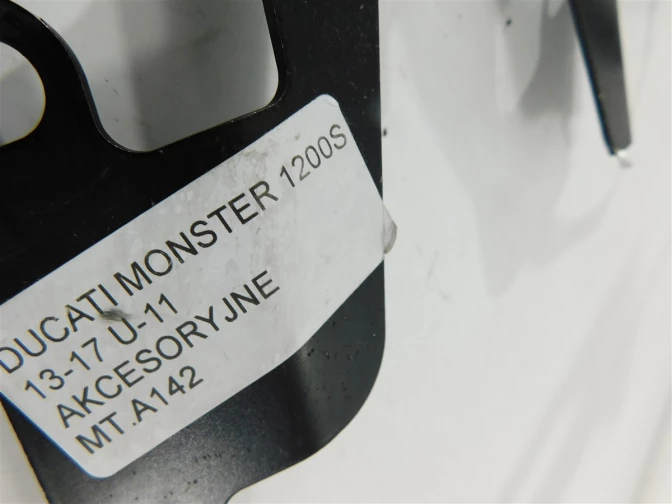 DUCATI MONSTER 1200S
13-17 U-11
AKCESORYJNE
MT.A142